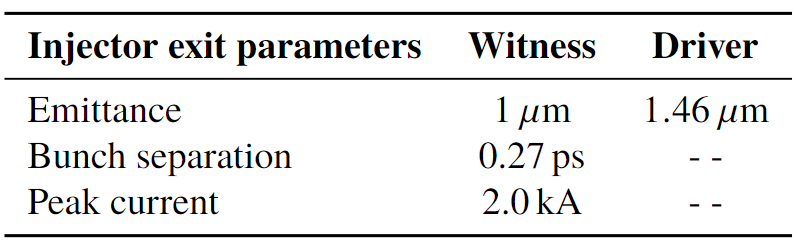 Injector exit parameters Witness Driver
Emittance 1 μm 1.46 μm
Bunch separation 0.27 ps - -
Peak current 2.0 kA - -